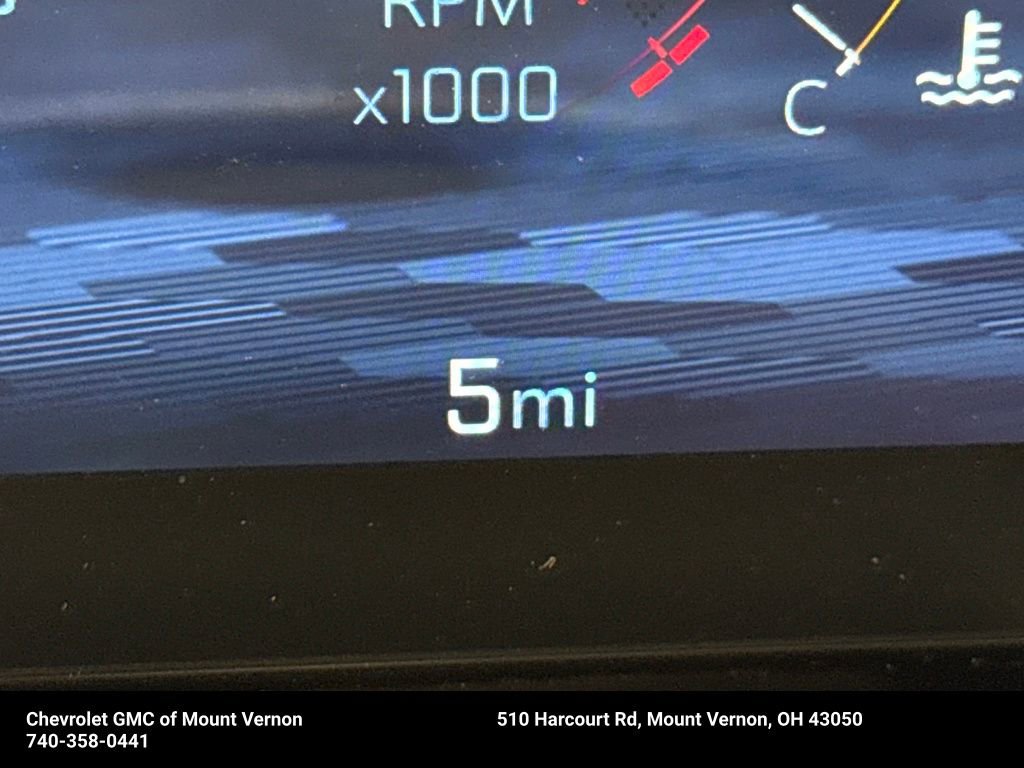 RPM
x1000
C
5mi
Chevrolet GMC of Mount Vernon
740-358-0441
510 Harcourt Rd, Mount Vernon, OH 43050